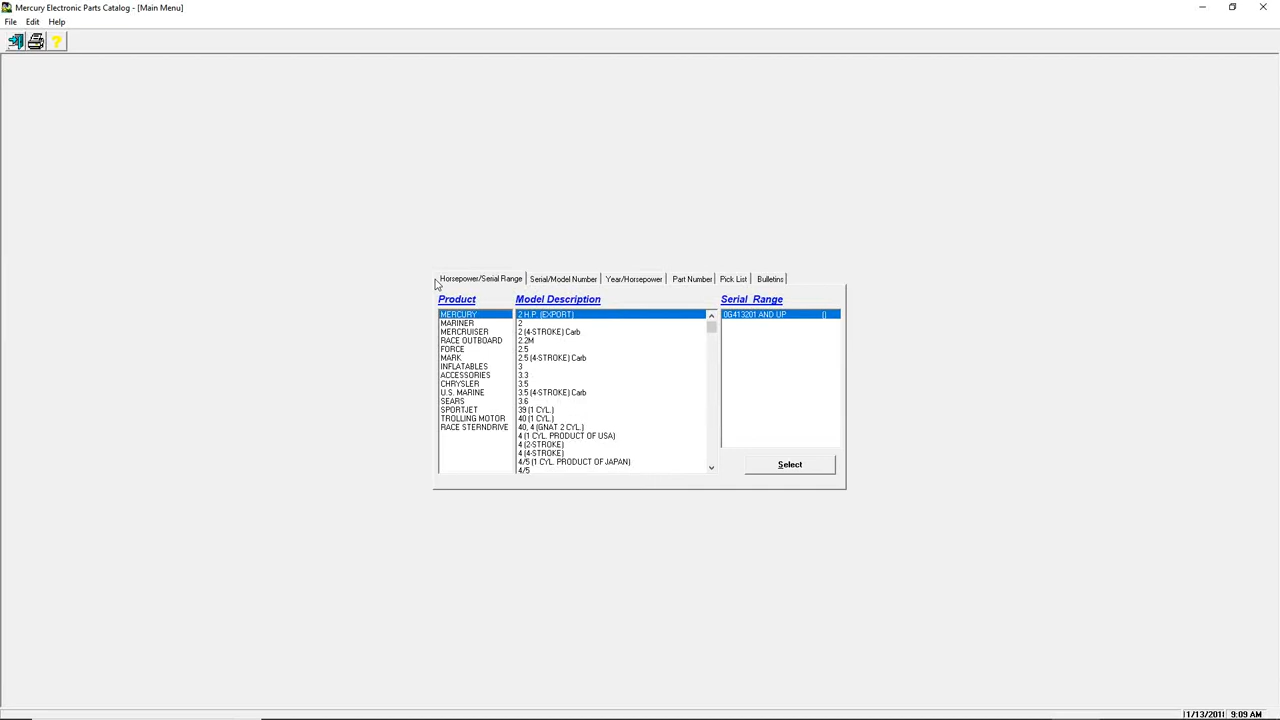 Mercury Electronic Parts Catalog - [Main Menu]
File Edit Help
Horsepower/Serial Range Serial/Model Number Year/Horsepower Part Number Pick List Bulletins
Product Model Description Serial Range
MERCURY 2 H.P. (EXPORT) 0G413201 AND UP
MARINER 2
MERCRUISER 2 (4-STROKE) Carb
RACE OUTBOARD 2.2M
FORCE 2.5
MARK 2.5 (4-STROKE) Carb
INFLATABLES 3
ACCESSORIES 3.3
CHRYSLER 3.5
U.S. MARINE 3.5 (4-STROKE) Carb
SEARS 3.6
SPORTJET 39 (1 CYL.)
TROLLING MOTOR 40 (1 CYL.)
RACE STERNDRIVE 40, 4 (GNAT 2 CYL.)
4 (1 CYL. PRODUCT OF USA)
4 (2-STROKE)
4 (4-STROKE)
4/5 (1 CYL. PRODUCT OF JAPAN)
4/5
Select
9:09 AM